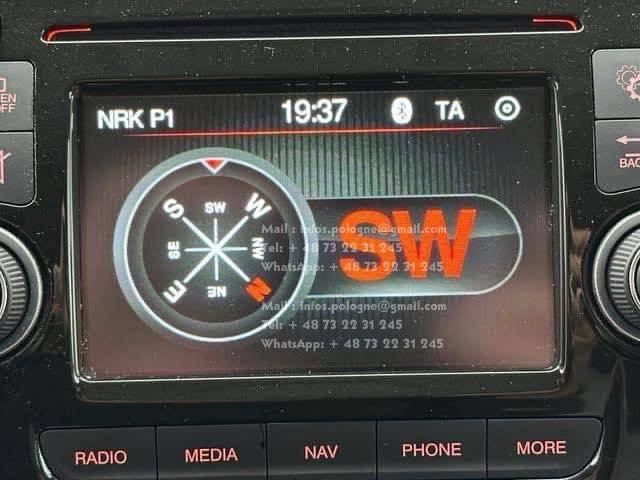 NRK P1 19:37 TA
S SW W
SE NW
E NE N
SW
Mail : infos.pologne@gmail.com
Tel: + 48 73 22 31 245
WhatsApp: + 48 73 22 31 245
Mail : infos.pologne@gmail.com
Tel: + 48 73 22 31 245
WhatsApp: + 48 73 22 31 245
OFF
BAC
RADIO MEDIA NAV PHONE MORE